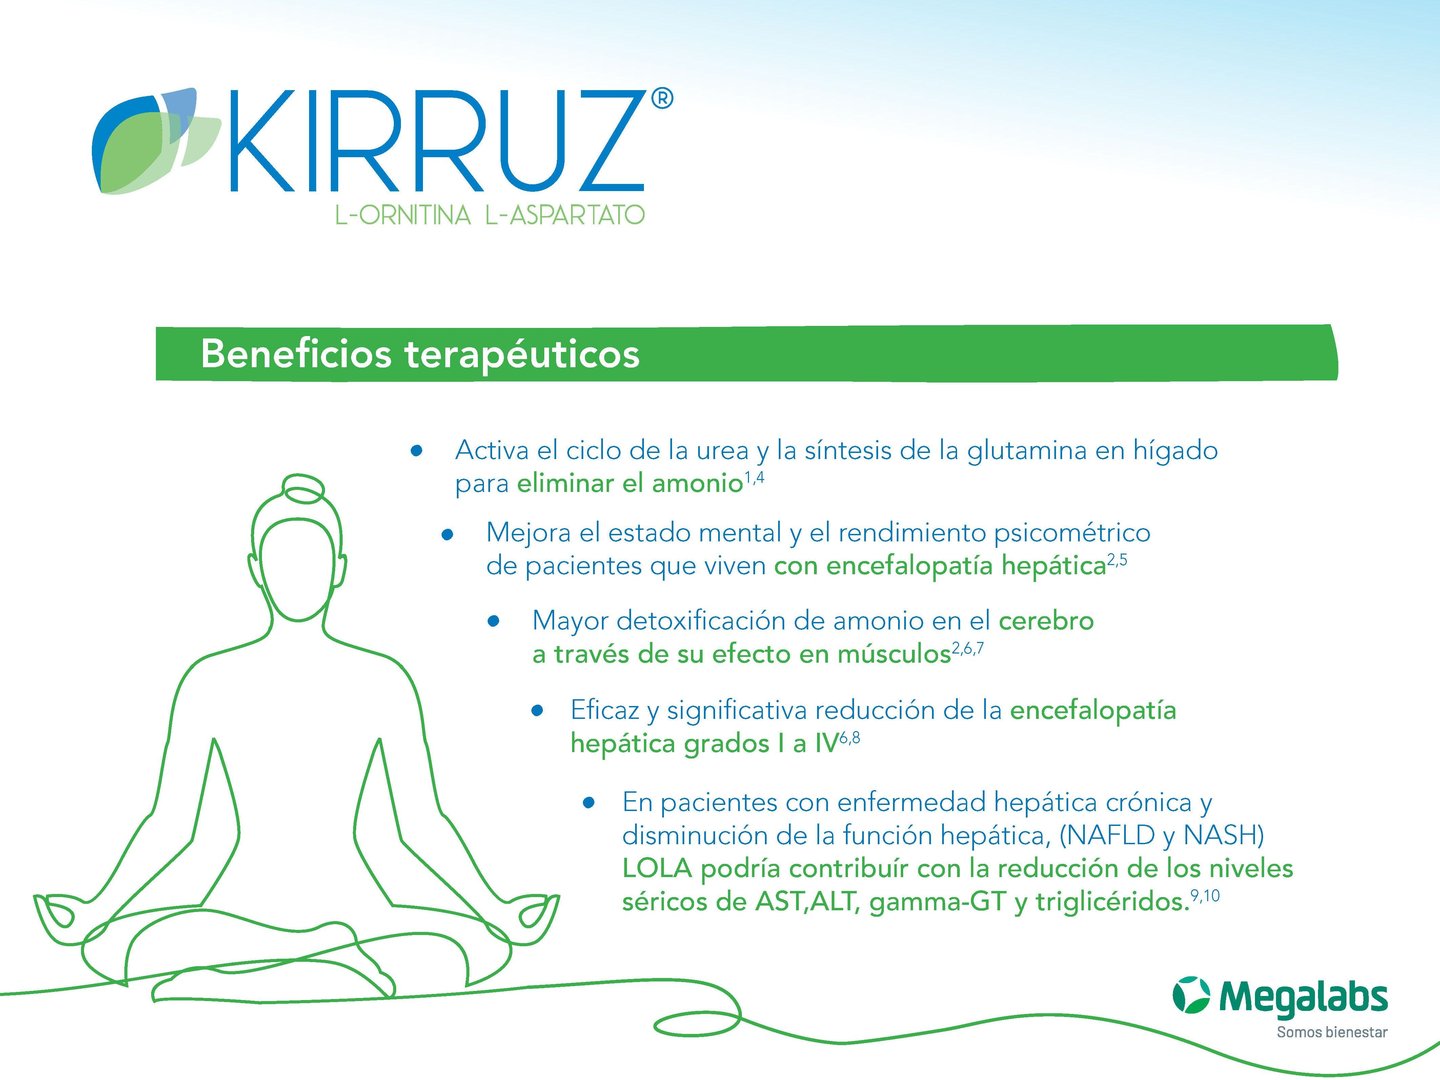 KIRRUZ®
L-ORNITINA L-ASPARTATO
Beneficios terapéuticos
• Activa el ciclo de la urea y la síntesis de la glutamina en hígado
para eliminar el amonio1,4
• Mejora el estado mental y el rendimiento psicométrico
de pacientes que viven con encefalopatía hepática2,5
• Mayor detoxificación de amonio en el cerebro
a través de su efecto en músculos2,6,7
• Eficaz y significativa reducción de la encefalopatía
hepática grados I a IV6,8
• En pacientes con enfermedad hepática crónica y
disminución de la función hepática, (NAFLD y NASH)
LOLA podría contribuír con la reducción de los niveles
séricos de AST,ALT, gamma-GT y triglicéridos.9,10
Megalabs
Somos bienestar